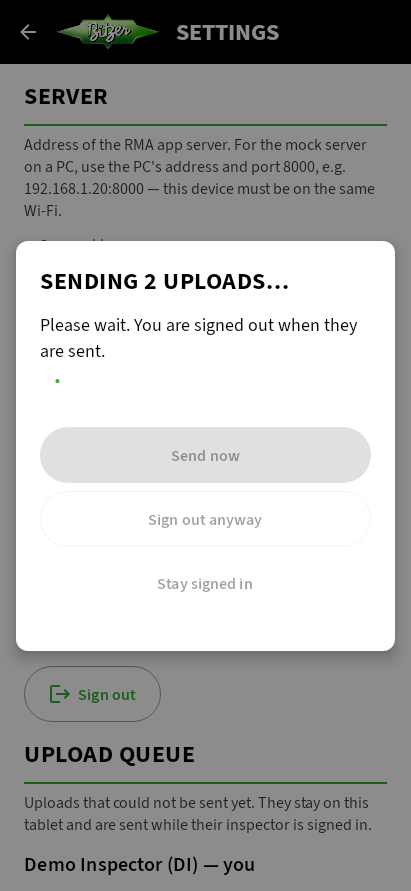 Bitzer
SETTINGS
SERVER
Address of the RMA app server. For the mock server
on a PC, use the PC's address and port 8000, e.g.
192.168.1.20:8000 — this device must be on the same
Wi-Fi.
SENDING 2 UPLOADS...
Please wait. You are signed out when they
are sent.
Send now
Sign out anyway
Stay signed in
Sign out
UPLOAD QUEUE
Uploads that could not be sent yet. They stay on this
tablet and are sent while their inspector is signed in.
Demo Inspector (DI) — you